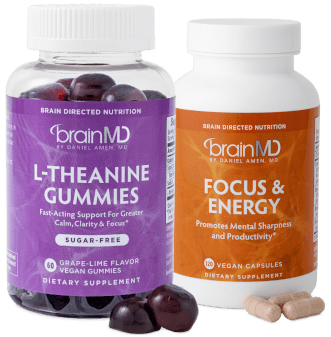 BRAIN DIRECTED NUTRITION
brainMD
BY DANIEL AMEN, MD
L-THEANINE
GUMMIES
Fast-Acting Support For Greater
Calm, Clarity & Focus*
SUGAR-FREE
60 GRAPE-LIME FLAVOR
VEGAN GUMMIES
DIETARY SUPPLEMENT
BRAIN DIRECTED NUTRITION
brainMD
BY DANIEL AMEN, MD
FOCUS &
ENERGY
Promotes Mental Sharpness
and Productivity*
120 VEGAN CAPSULES
DIETARY SUPPLEMENT